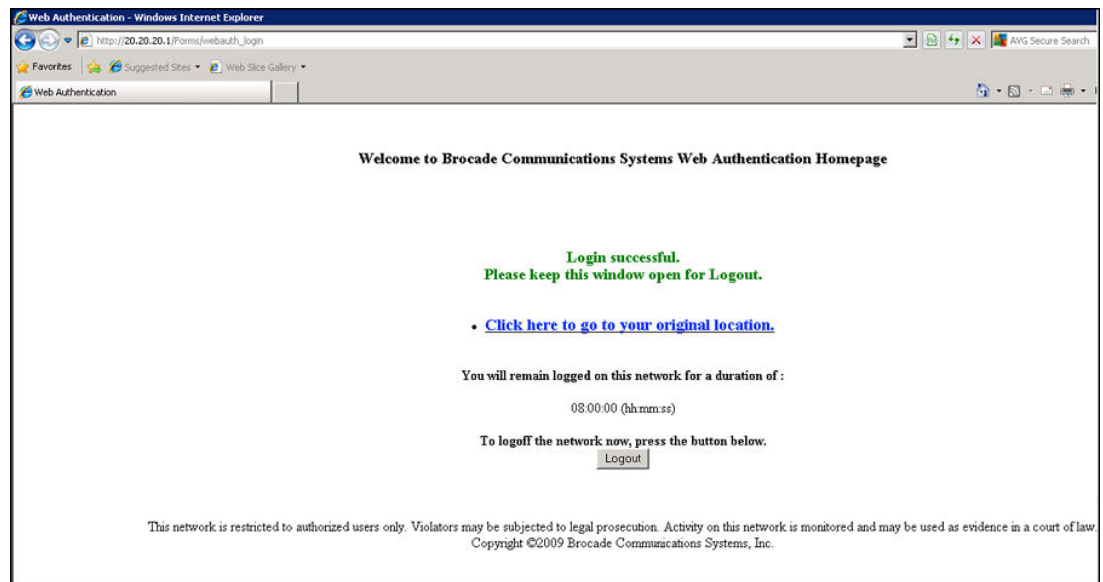 Web Authentication - Windows Internet Explorer
http://20.20.20.1/Forms/webauth_login
AVG Secure Search
Favorites
Suggested Sites
Web Slice Gallery
Web Authentication
Welcome to Brocade Communications Systems Web Authentication Homepage
Login successful.
Please keep this window open for Logout.
• Click here to go to your original location.
You will remain logged on this network for a duration of :
08:00:00 (hh:mm:ss)
To logoff the network now, press the button below.
Logout
This network is restricted to authorized users only. Violators may be subjected to legal prosecution. Activity on this network is monitored and may be used as evidence in a court of law.
Copyright ©2009 Brocade Communications Systems, Inc.